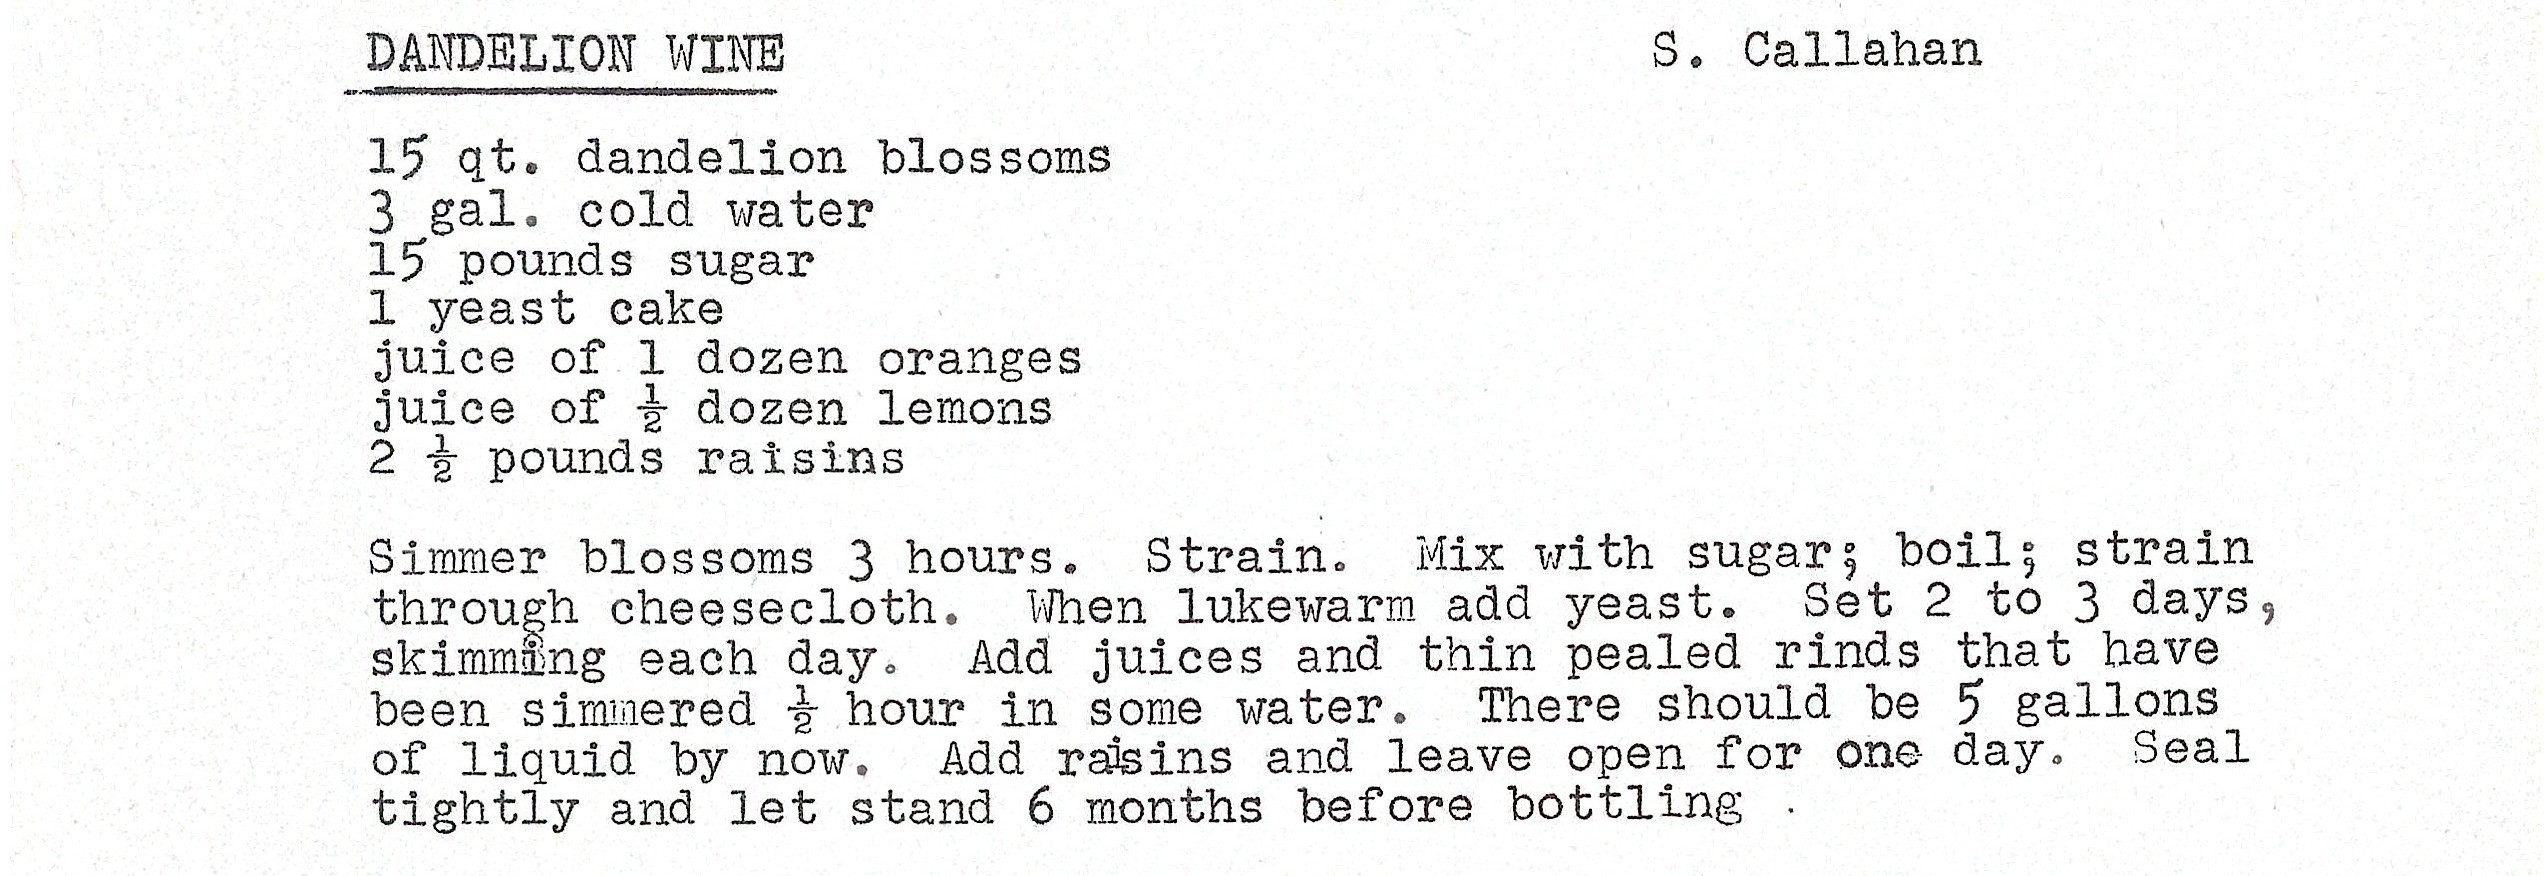 DANDELION WINE S. Callahan
15 qt. dandelion blossoms
3 gal. cold water
15 pounds sugar
1 yeast cake
juice of 1 dozen oranges
juice of ½ dozen lemons
2 ½ pounds raisins
Simmer blossoms 3 hours. Strain. Mix with sugar; boil; strain
through cheesecloth. When lukewarm add yeast. Set 2 to 3 days,
skimming each day. Add juices and thin pealed rinds that have
been simmered ½ hour in some water. There should be 5 gallons
of liquid by now. Add raisins and leave open for one day. Seal
tightly and let stand 6 months before bottling .